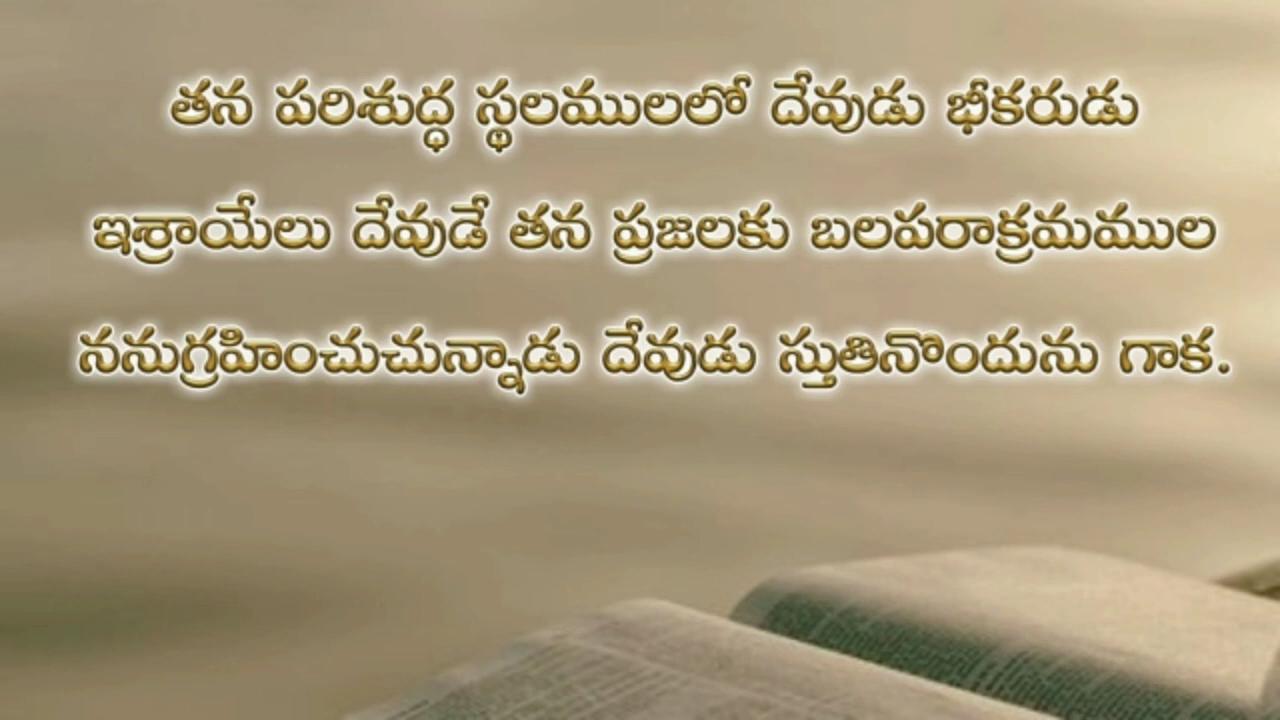 తన పరిశుద్ధ స్థలములలో దేవుడు భీకరుడు
ఇశ్రాయేలు దేవుడే తన ప్రజలకు బలపరాక్రమముల
ననుగ్రహించుచున్నాడు దేవుడు స్తుతినొందును గాక.